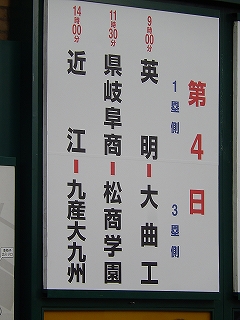 第4日
1塁側 3塁側
9時00分 英明-大曲工
11時30分 県岐阜商-松商学園
14時00分 近江-九産大九州